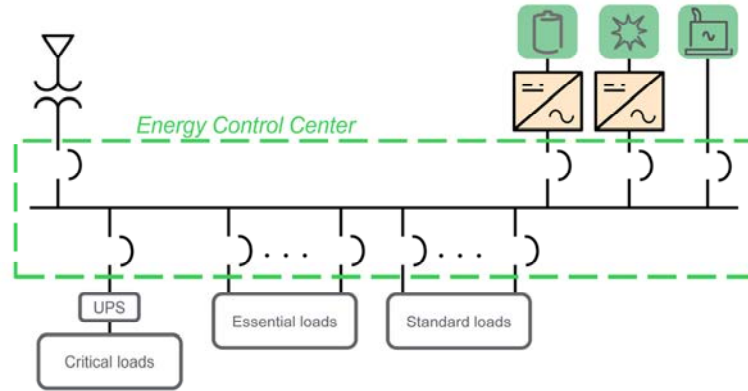 Energy Control Center
UPS
Essential loads
Standard loads
Critical loads